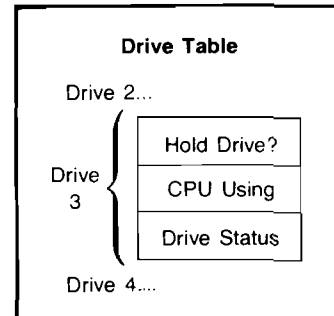 Drive Table
Drive 2...
Hold Drive?
Drive
3
CPU Using
Drive Status
Drive 4....